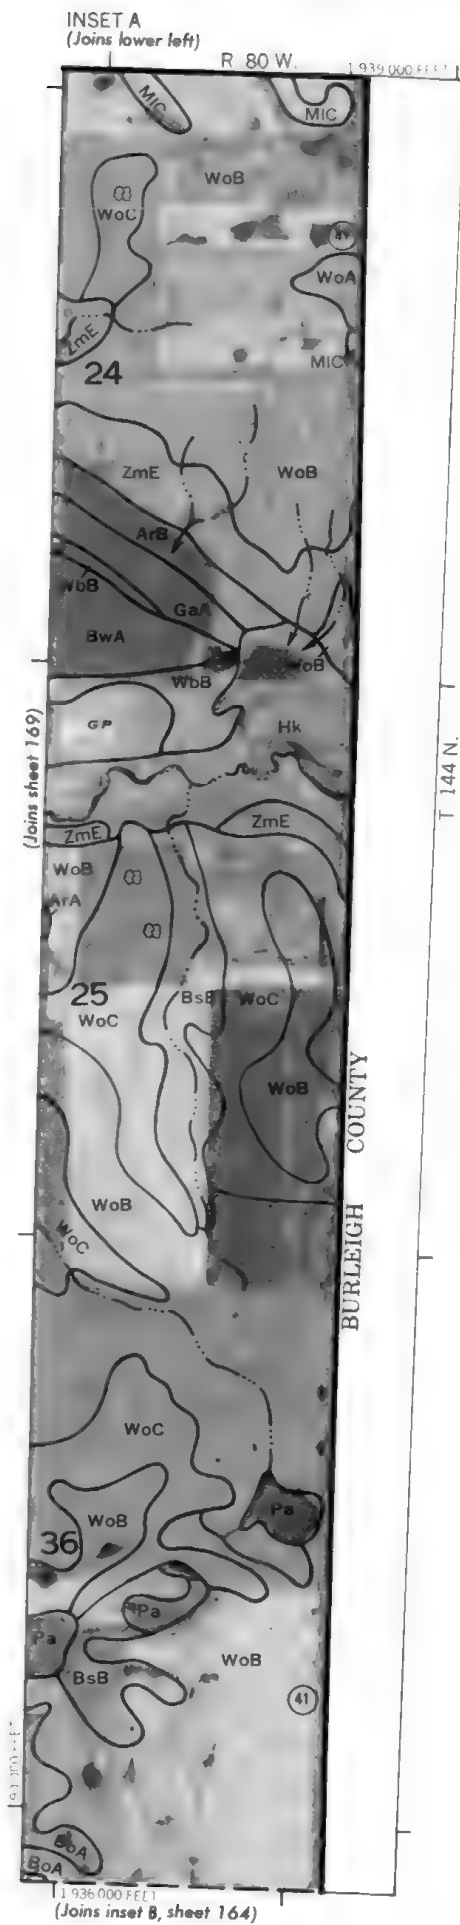 INSET A
(Joins lower left)
R 80 W.
1 939 000 FEET
MIC
MIC
WoB
WoC
41
WoA
ZmE
MIC
24
ZmE
WoB
ArB
WbB
GaA
BwA
WoB
WbB
GP
Hk
(Joins sheet 169)
T 144 N.
ZmE
ZmE
WoB
ArA
25
WoC
BsB
WoC
WoB
BURLEIGH COUNTY
WoB
WoC
WoC
Pa
WoB
36
Pa
Pa
WoB
BsB
41
BoA
BoA
1 936 000 FEET
(Joins inset B, sheet 164)